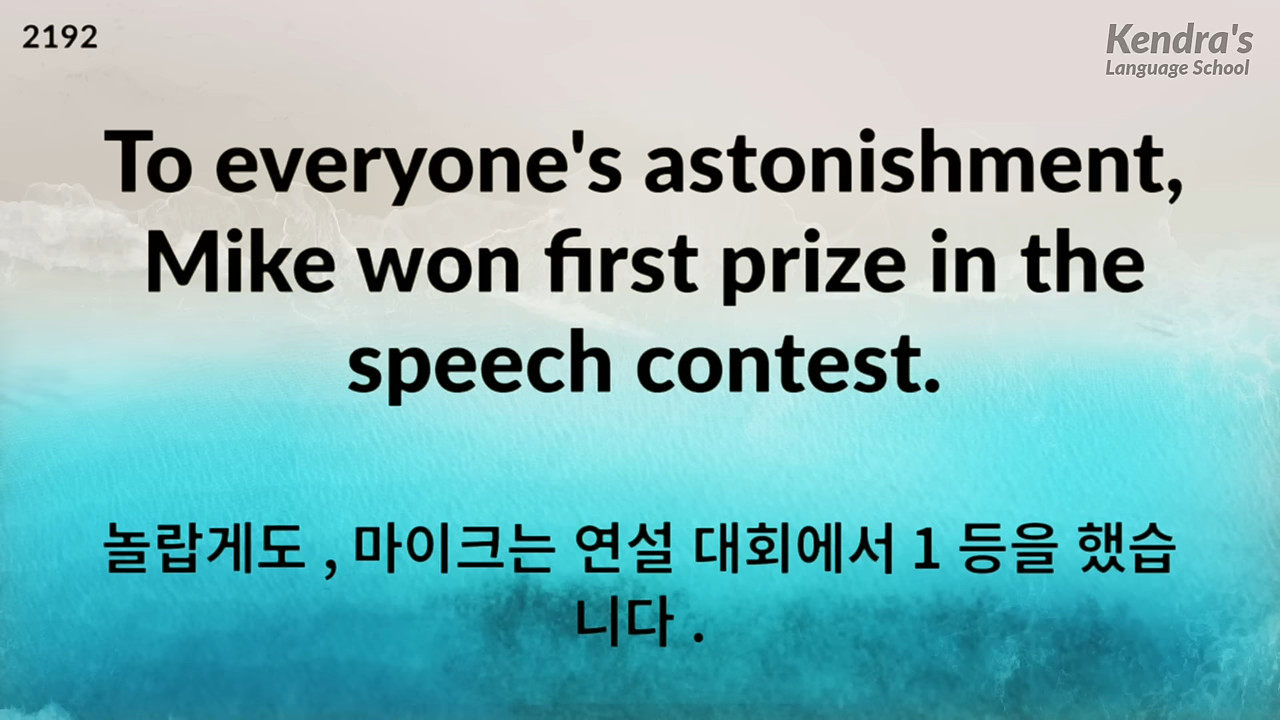 2192
Kendra's
Language School
To everyone's astonishment,
Mike won first prize in the
speech contest.
놀랍게도 , 마이크는 연설 대회에서 1 등을 했습
니다 .